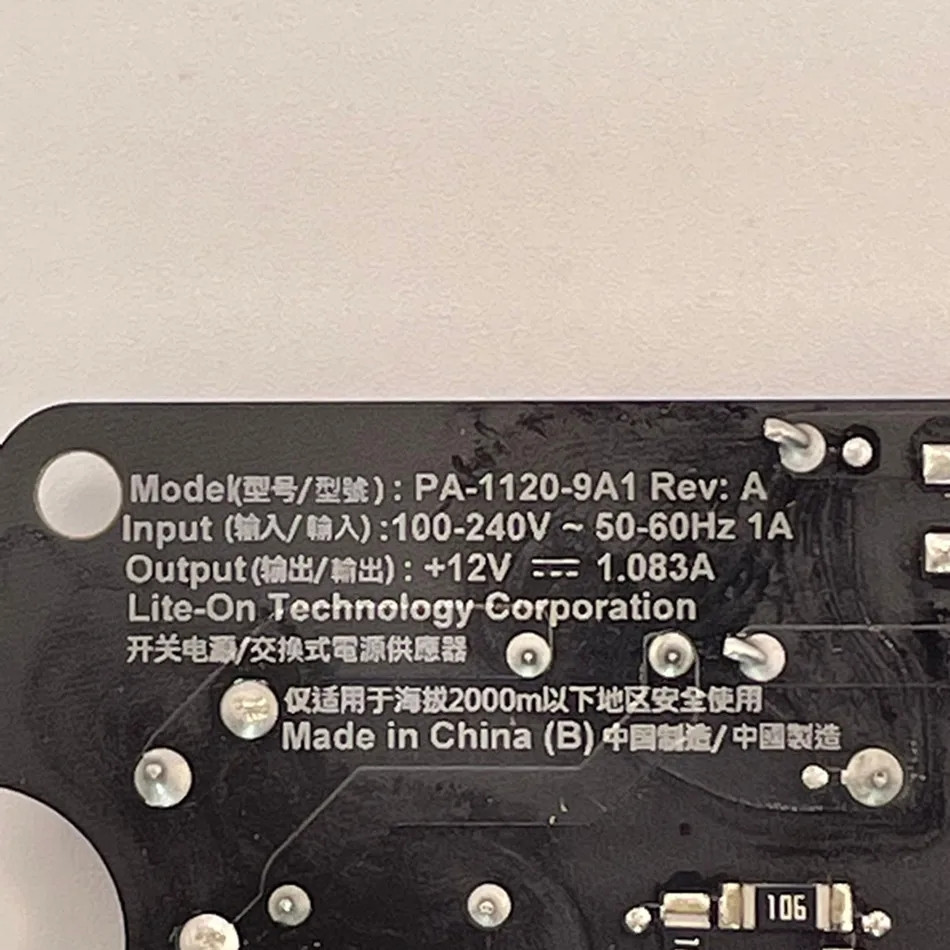 Model(型号/型號) : PA-1120-9A1 Rev: A
Input (输入/輸入) :100-240V ~ 50-60Hz 1A
Output(输出/輸出) : +12V ⎓ 1.083A
Lite-On Technology Corporation
开关电源/交換式電源供應器
仅适用于海拔2000m以下地区安全使用
Made in China (B) 中国制造/中國製造
106